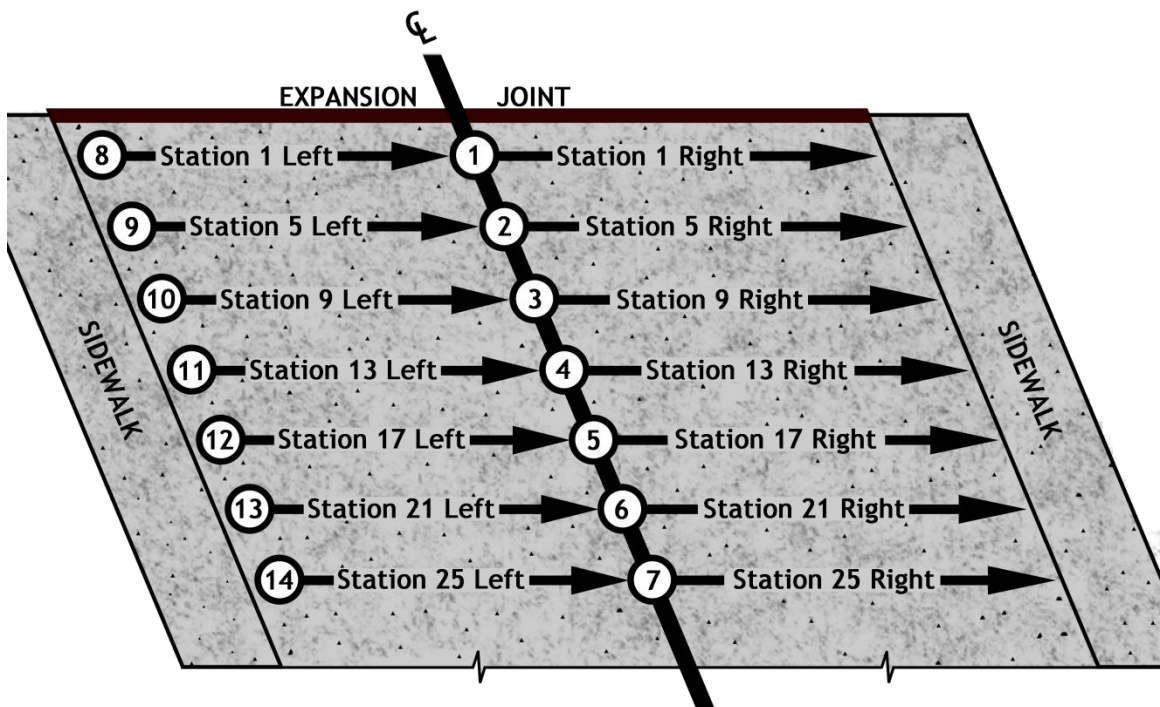 ℄
EXPANSION JOINT
8 Station 1 Left 1 Station 1 Right
9 Station 5 Left 2 Station 5 Right
10 Station 9 Left 3 Station 9 Right
11 Station 13 Left 4 Station 13 Right
12 Station 17 Left 5 Station 17 Right
13 Station 21 Left 6 Station 21 Right
14 Station 25 Left 7 Station 25 Right
SIDEWALK
SIDEWALK